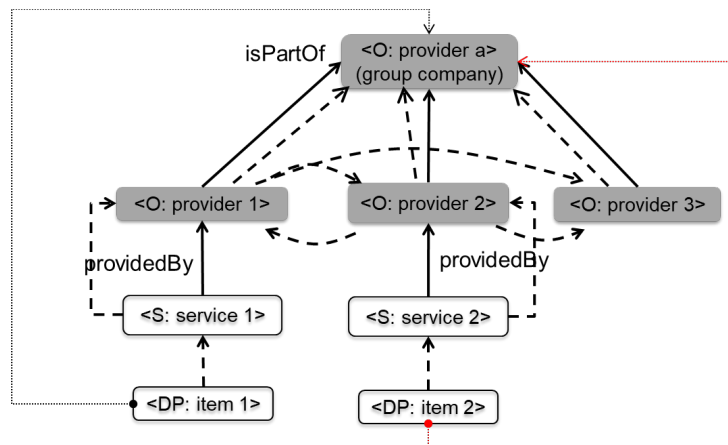 isPartOf
<O: provider a>
(group company)
<O: provider 1>
<O: provider 2>
<O: provider 3>
providedBy
providedBy
<S: service 1>
<S: service 2>
<DP: item 1>
<DP: item 2>